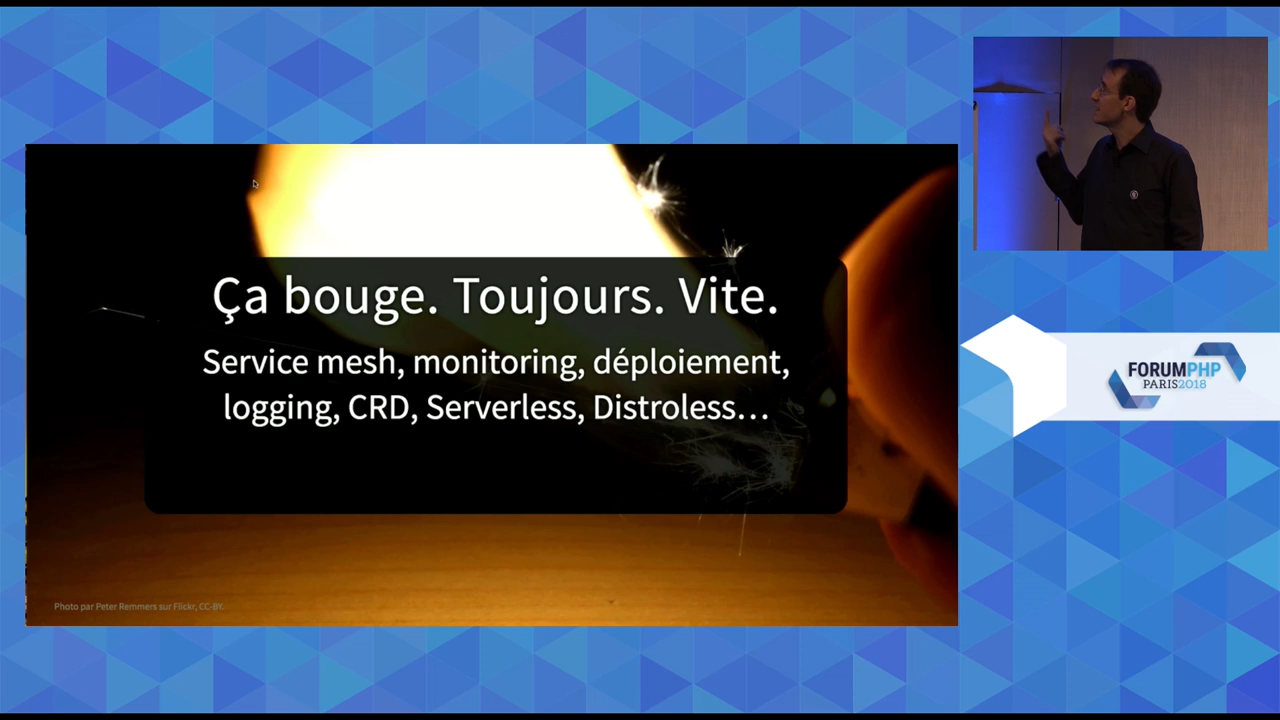 Ça bouge. Toujours. Vite.
Service mesh, monitoring, déploiement,
logging, CRD, Serverless, Distroless…
Photo par Peter Remmers sur Flickr, CC-BY.
FORUMPHP
PARIS2018